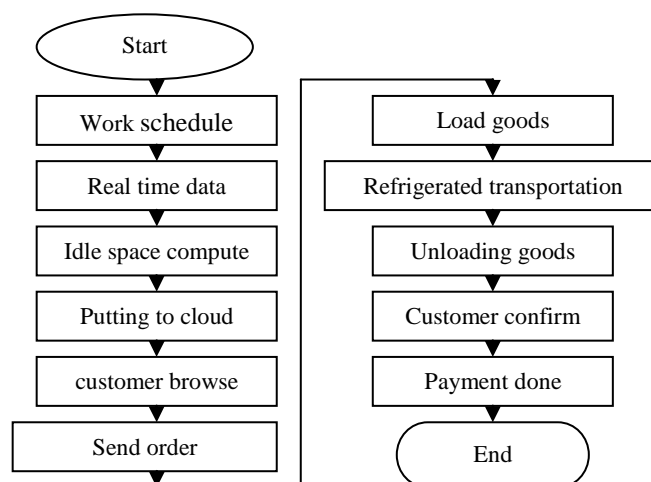 Start
Work schedule
Real time data
Idle space compute
Putting to cloud
customer browse
Send order
Load goods
Refrigerated transportation
Unloading goods
Customer confirm
Payment done
End